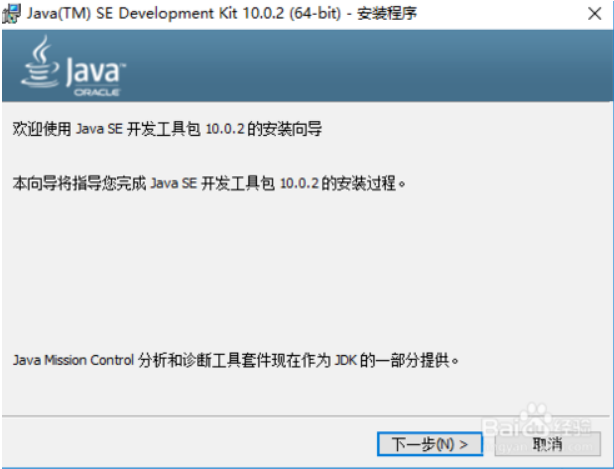 Java(TM) SE Development Kit 10.0.2 (64-bit) - 安装程序
Java
ORACLE
欢迎使用 Java SE 开发工具包 10.0.2 的安装向导
本向导将指导您完成 Java SE 开发工具包 10.0.2 的安装过程。
Java Mission Control 分析和诊断工具套件现在作为 JDK 的一部分提供。
下一步(N) >
取消
Bai 经验